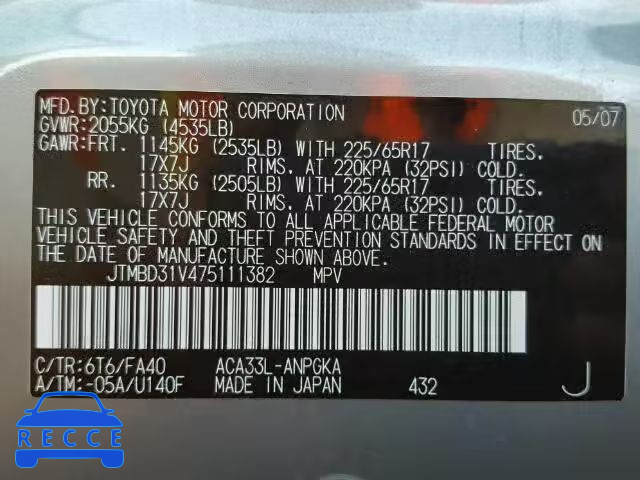 MFD.BY:TOYOTA MOTOR CORPORATION 05/07
GVWR:2055KG (4535LB)
GAWR:FRT. 1145KG (2535LB) WITH 225/65R17 TIRES.
17X7J RIMS. AT 220KPA (32PSI) COLD.
RR. 1135KG (2505LB) WITH 225/65R17 TIRES.
17X7J RIMS. AT 220KPA (32PSI) COLD.
THIS VEHICLE CONFORMS TO ALL APPLICABLE FEDERAL MOTOR
VEHICLE SAFETY AND THEFT PREVENTION STANDARDS IN EFFECT ON
THE DATE OF MANUFACTURE SHOWN ABOVE.
JTMBD31V475111382 MPV
C/TR:6T6/FA40 ACA33L-ANPGKA
A/TM:-05A/U140F MADE IN JAPAN 432 J
RECCE